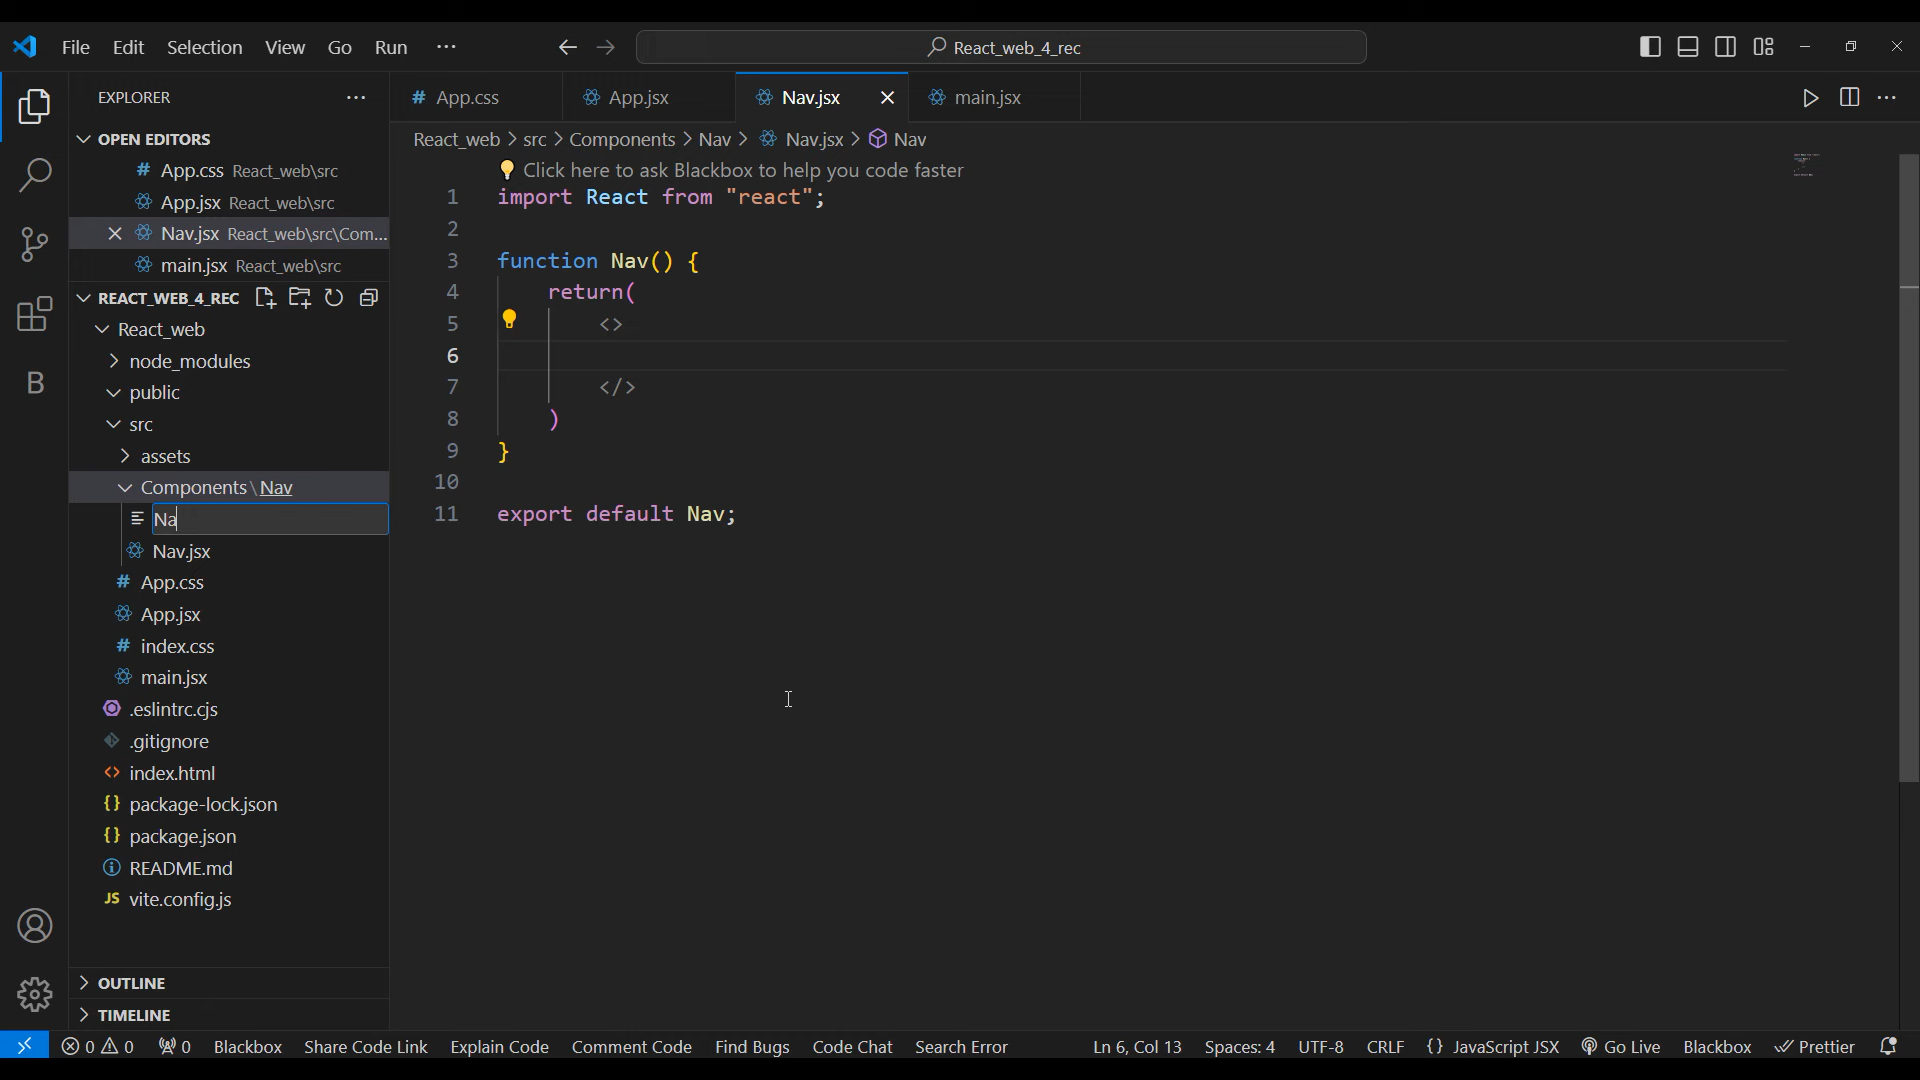 File Edit Selection View Go Run ··· React_web_4_rec
EXPLORER
OPEN EDITORS
# App.css React_web\src
App.jsx React_web\src
Nav.jsx React_web\src\Com...
main.jsx React_web\src
REACT_WEB_4_REC
React_web
node_modules
public
src
assets
Components\Nav
Na
Nav.jsx
# App.css
App.jsx
# index.css
main.jsx
.eslintrc.cjs
.gitignore
<> index.html
{} package-lock.json
{} package.json
README.md
JS vite.config.js
OUTLINE
TIMELINE
B
# App.css App.jsx Nav.jsx main.jsx
React_web > src > Components > Nav > Nav.jsx > Nav
Click here to ask Blackbox to help you code faster
1 import React from "react";
2
3 function Nav() {
4 return(
5 <>
6
7 </>
8 )
9 }
10
11 export default Nav;
0 0 0 Blackbox Share Code Link Explain Code Comment Code Find Bugs Code Chat Search Error Ln 6, Col 13 Spaces: 4 UTF-8 CRLF {} JavaScript JSX Go Live Blackbox Prettier